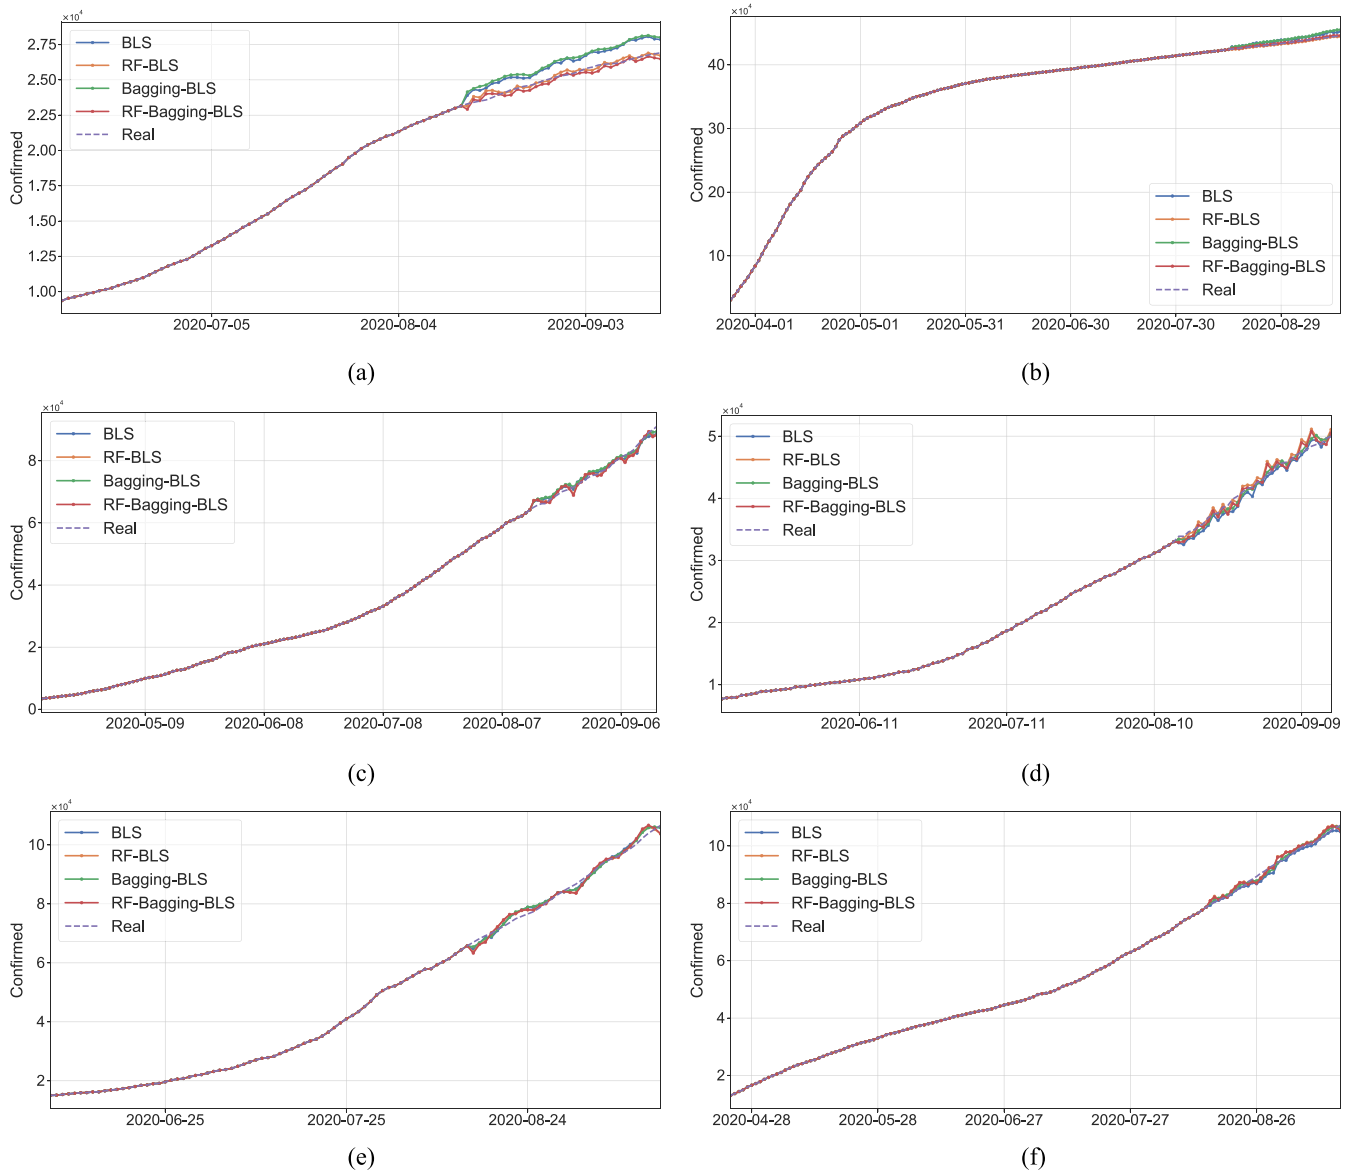 ×10⁴
2.75
2.50
2.25
2.00
1.75
1.50
1.25
1.00
Confirmed
BLS
RF-BLS
Bagging-BLS
RF-Bagging-BLS
Real
2020-07-05 2020-08-04 2020-09-03
(a)
×10⁴
40
30
20
10
Confirmed
BLS
RF-BLS
Bagging-BLS
RF-Bagging-BLS
Real
2020-04-01 2020-05-01 2020-05-31 2020-06-30 2020-07-30 2020-08-29
(b)
×10⁴
8
6
4
2
0
Confirmed
BLS
RF-BLS
Bagging-BLS
RF-Bagging-BLS
Real
2020-05-09 2020-06-08 2020-07-08 2020-08-07 2020-09-06
(c)
×10⁴
5
4
3
2
1
Confirmed
BLS
RF-BLS
Bagging-BLS
RF-Bagging-BLS
Real
2020-06-11 2020-07-11 2020-08-10 2020-09-09
(d)
×10⁴
10
8
6
4
2
Confirmed
BLS
RF-BLS
Bagging-BLS
RF-Bagging-BLS
Real
2020-06-25 2020-07-25 2020-08-24
(e)
×10⁴
10
8
6
4
2
Confirmed
BLS
RF-BLS
Bagging-BLS
RF-Bagging-BLS
Real
2020-04-28 2020-05-28 2020-06-27 2020-07-27 2020-08-26
(f)